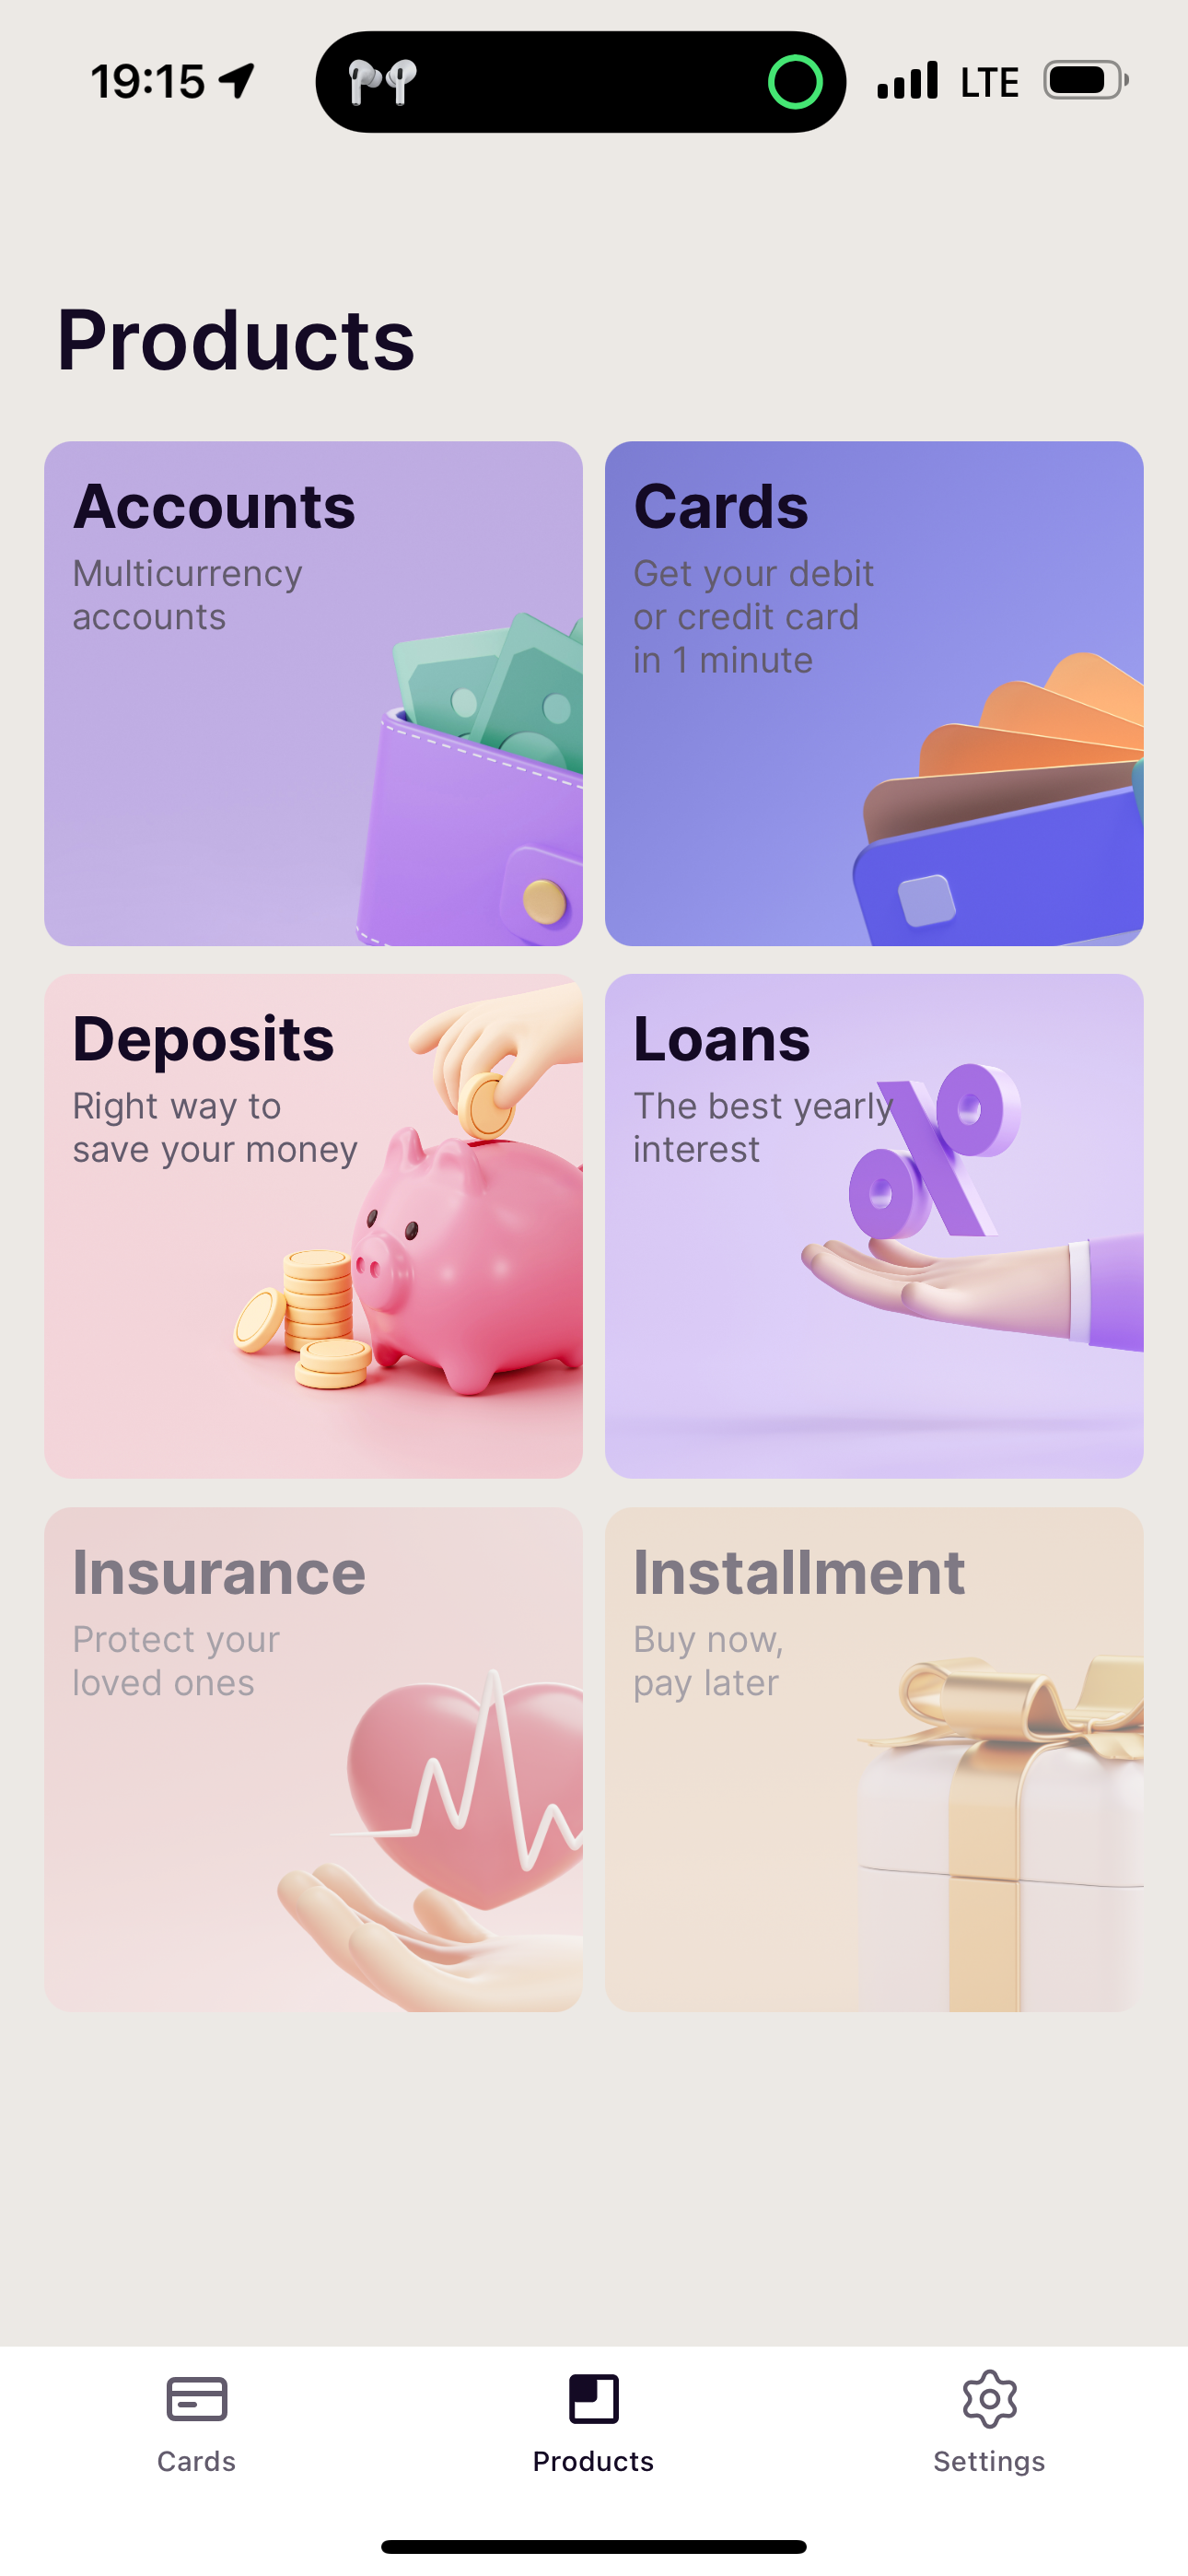 19:15
LTE
Products
Accounts
Multicurrency
accounts
Cards
Get your debit
or credit card
in 1 minute
Deposits
Right way to
save your money
Loans
The best yearly
interest
Insurance
Protect your
loved ones
Installment
Buy now,
pay later
Cards
Products
Settings